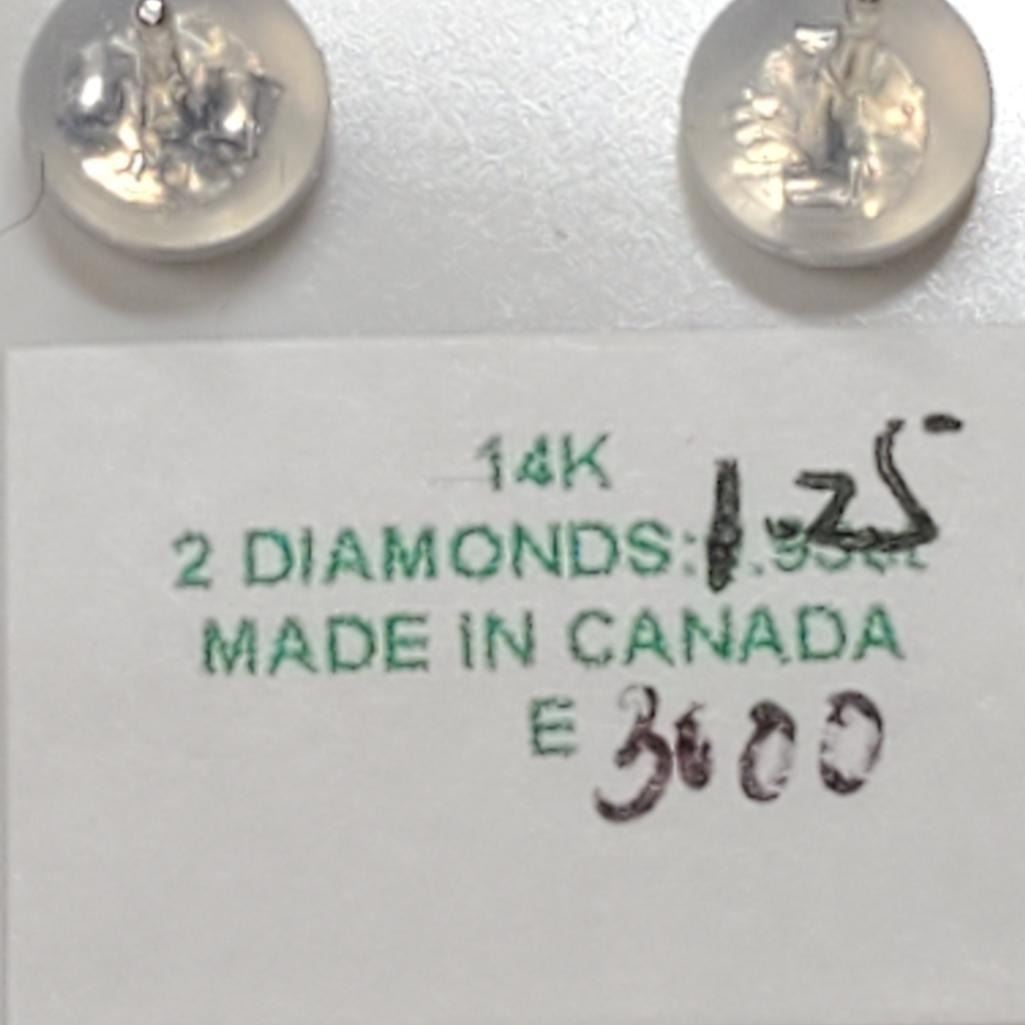 14K
2 DIAMONDS: 1.25
MADE IN CANADA
E 3600